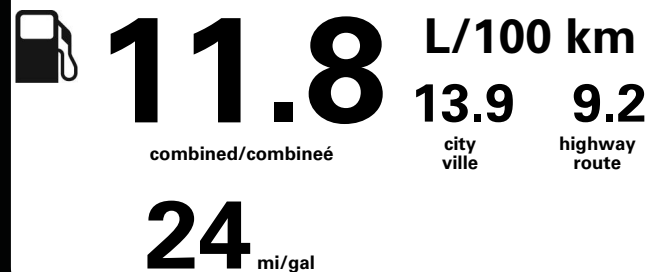 11.8
L/100 km
13.9 9.2
combined/combineé
city highway
ville route
24 mi/gal